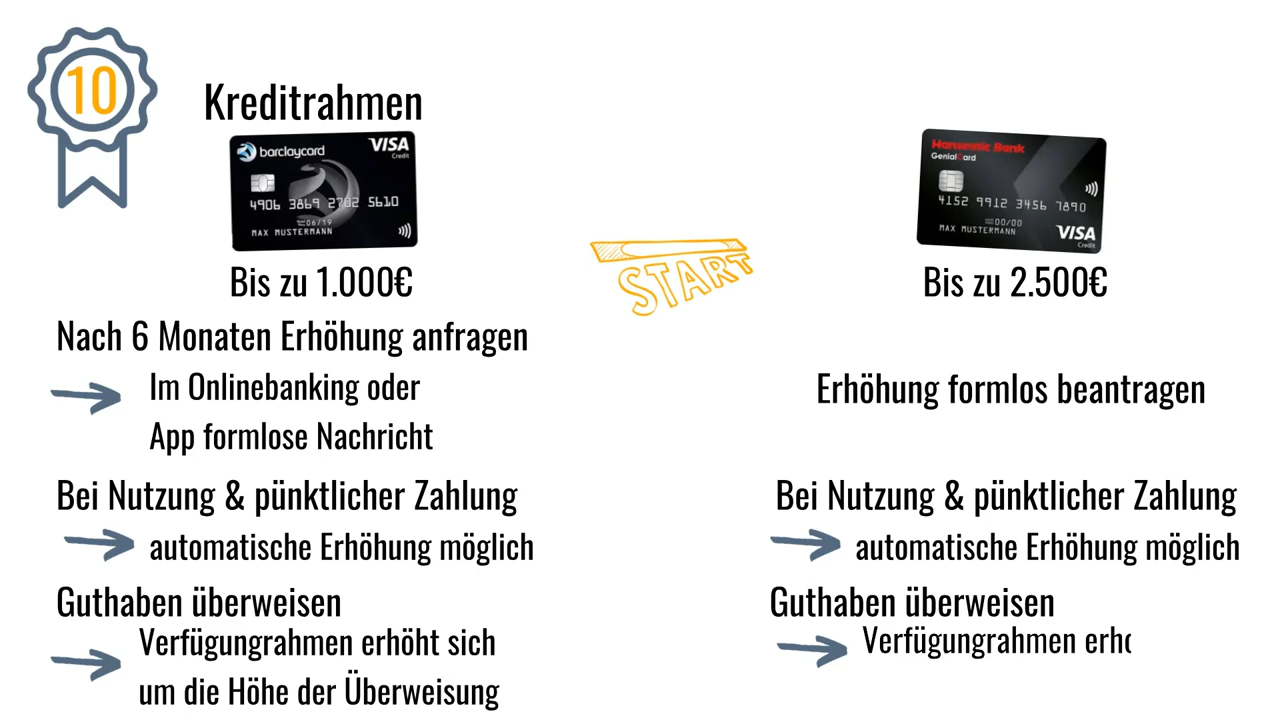 10
Kreditrahmen
barclaycard VISA
Credit
4906 3869 2702 5610
06/19
MAX MUSTERMANN
Bis zu 1.000€
Nach 6 Monaten Erhöhung anfragen
Im Onlinebanking oder
App formlose Nachricht
Bei Nutzung & pünktlicher Zahlung
automatische Erhöhung möglich
Guthaben überweisen
Verfügungrahmen erhöht sich
um die Höhe der Überweisung
START
Hanseatic Bank
GenialCard
4152 9912 3456 7890
00/00
MAX MUSTERMANN
VISA
Credit
Bis zu 2.500€
Erhöhung formlos beantragen
Bei Nutzung & pünktlicher Zahlung
automatische Erhöhung möglich
Guthaben überweisen
Verfügungrahmen